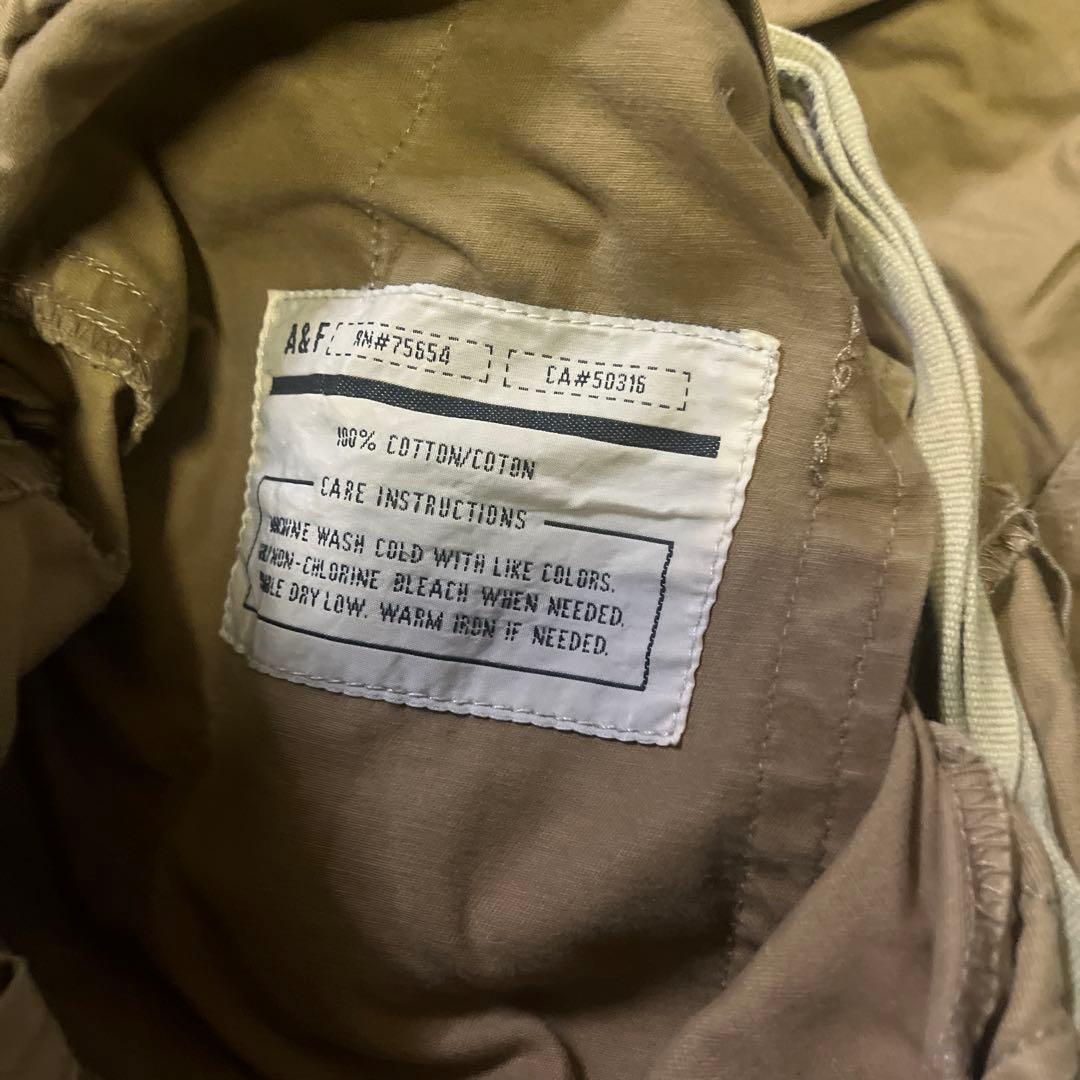 A&F RN#75654 CA#50316
100% COTTON/COTON
CARE INSTRUCTIONS
MACHINE WASH COLD WITH LIKE COLORS.
NON-CHLORINE BLEACH WHEN NEEDED.
DRY LOW. WARM IRON IF NEEDED.